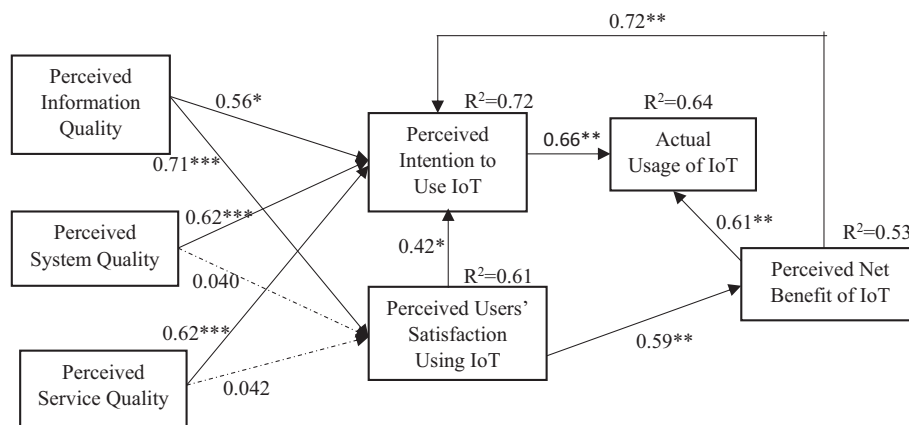 0.72**
Perceived
Information
Quality
0.56*
R²=0.72
R²=0.64
Perceived
Intention to
Use IoT
0.66**
Actual
Usage of IoT
0.71***
0.62***
Perceived
System Quality
0.040
0.42*
0.61**
R²=0.53
Perceived Net
Benefit of IoT
R²=0.61
Perceived Users’
Satisfaction
Using IoT
0.62***
0.59**
Perceived
Service Quality
0.042